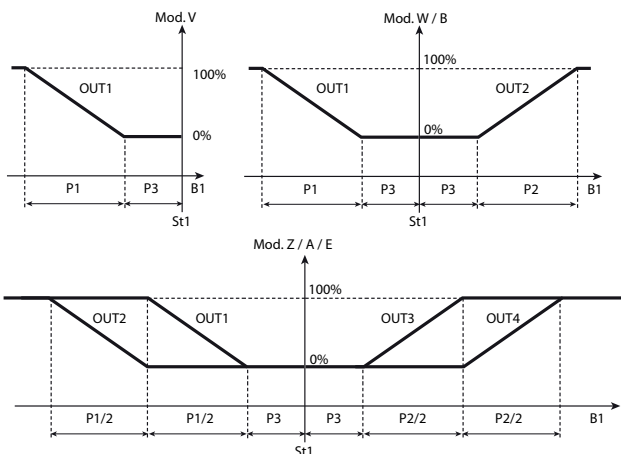 Mod. V
100%
OUT1
0%
P1 P3 B1
St1
Mod. W / B
100%
OUT1 OUT2
0%
P1 P3 P3 P2 B1
St1
Mod. Z / A / E
100%
OUT2 OUT1 OUT3 OUT4
0%
P1/2 P1/2 P3 P3 P2/2 P2/2 B1
St1